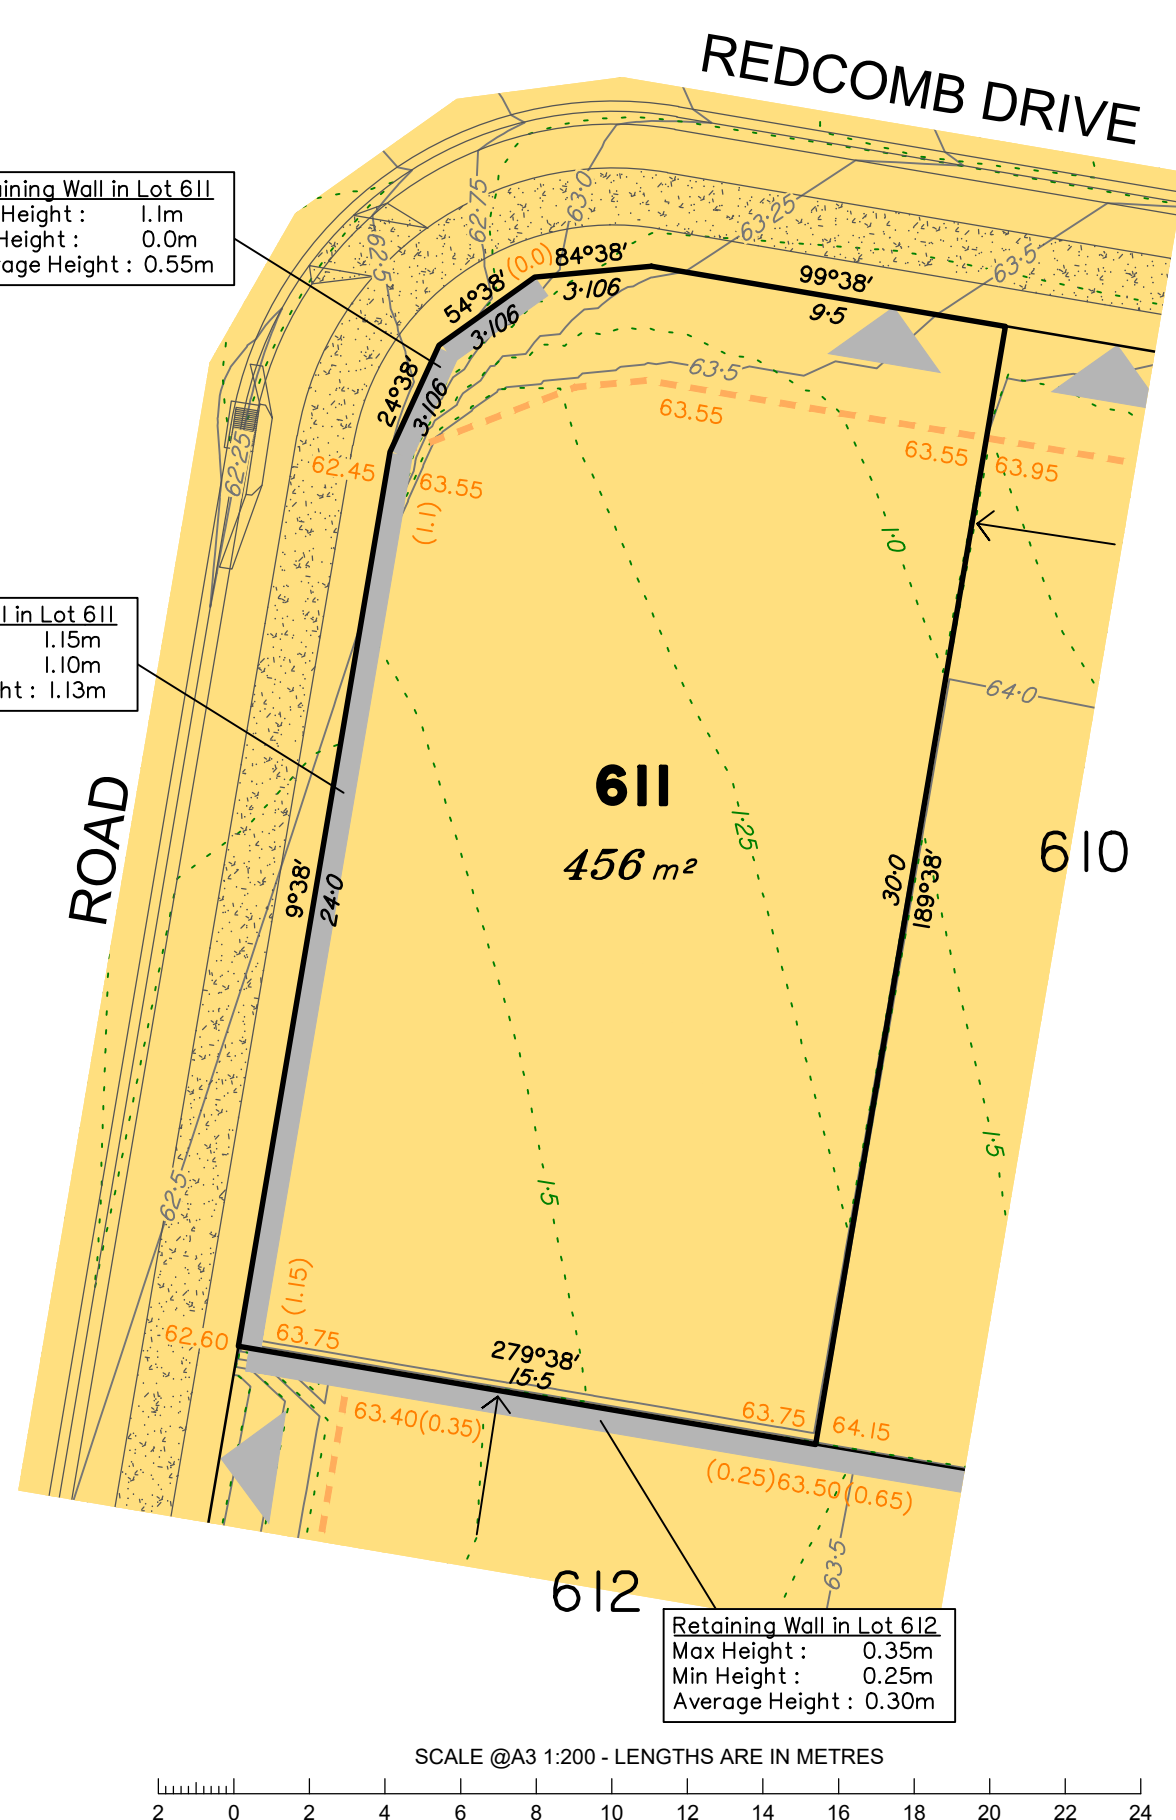 REDCOMB DRIVE
aining Wall in Lot 611
Height : 1.1m
Height : 0.0m
rage Height : 0.55m
62·75
63·0
63·25
63·5
62·5
(0.0)
84°38'
3·106
99°38'
9·5
54°38'
3·106
24°38'
3·106
63·5
63.55
63.55
63.95
62·25
62.45
63.55
(1.1)
1·0
l in Lot 611
1.15m
1.10m
ht : 1.13m
64·0
ROAD
611
456 m²
1·25
610
9°38'
24·0
30·0
189°38'
1·5
1·5
62·5
(1.15)
62.60
63.75
279°38'
15·5
63.40(0.35)
63.75
64.15
(0.25)63.50(0.65)
63·5
612
Retaining Wall in Lot 612
Max Height : 0.35m
Min Height : 0.25m
Average Height : 0.30m
SCALE @A3 1:200 - LENGTHS ARE IN METRES
2 0 2 4 6 8 10 12 14 16 18 20 22 24